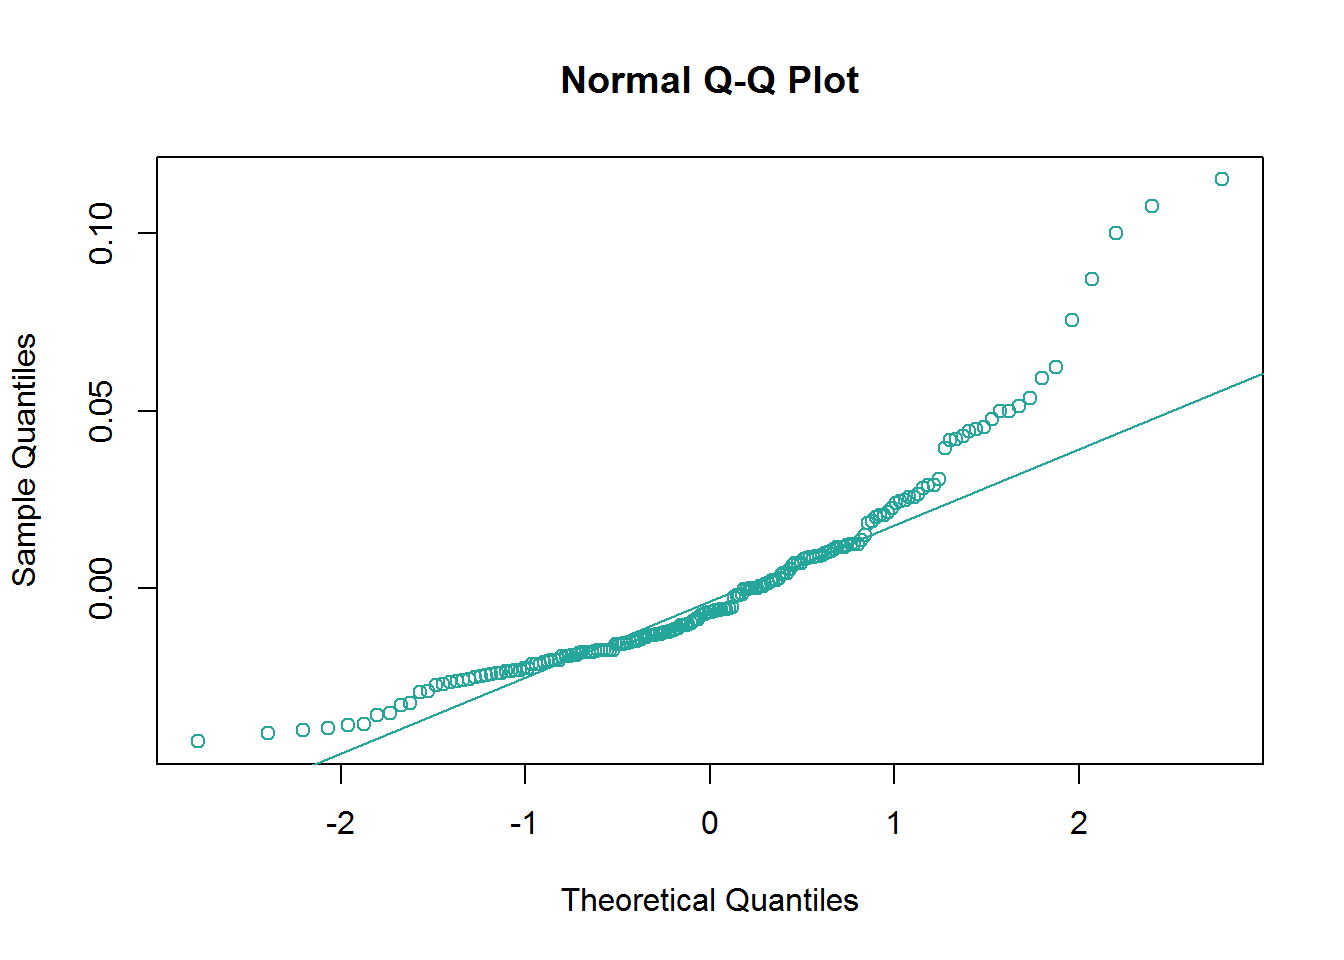 Normal Q-Q Plot
Sample Quantiles
0.10
0.05
0.00
-2 -1 0 1 2
Theoretical Quantiles